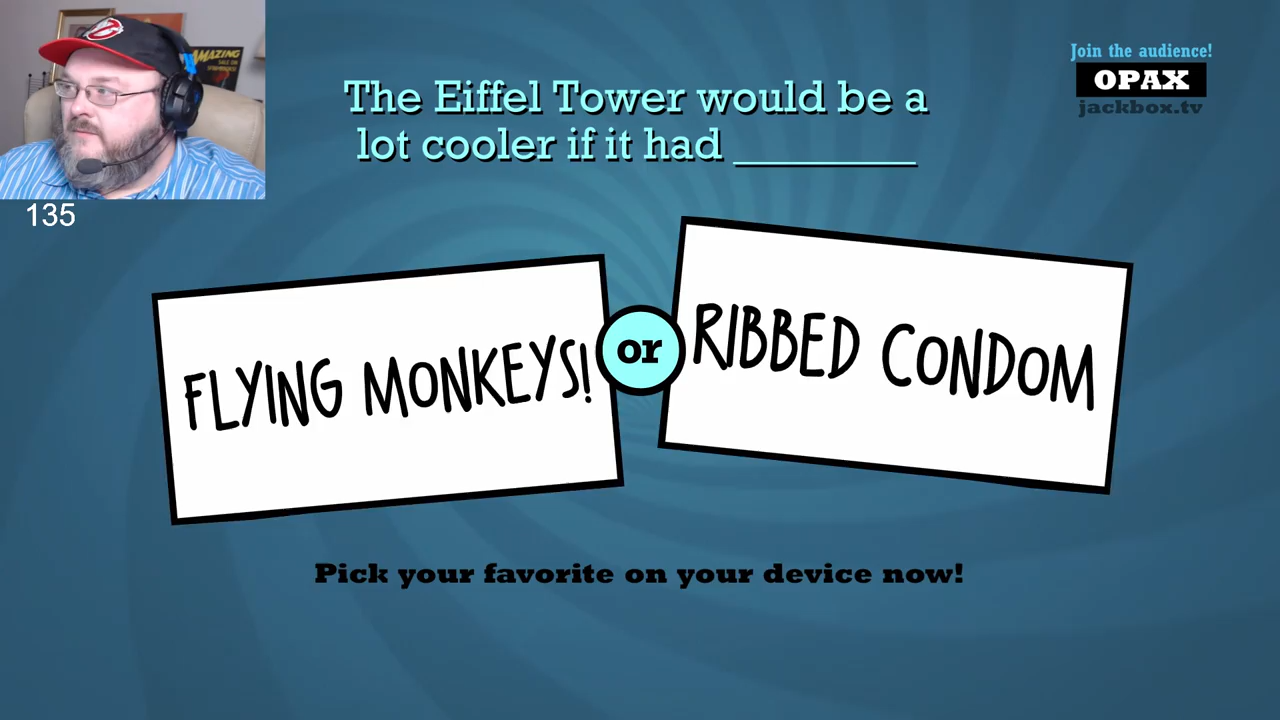 AMAZING
135
The Eiffel Tower would be a
lot cooler if it had ________
Join the audience!
OPAX
jackbox.tv
FLYING MONKEYS!
or
RIBBED CONDOM
Pick your favorite on your device now!